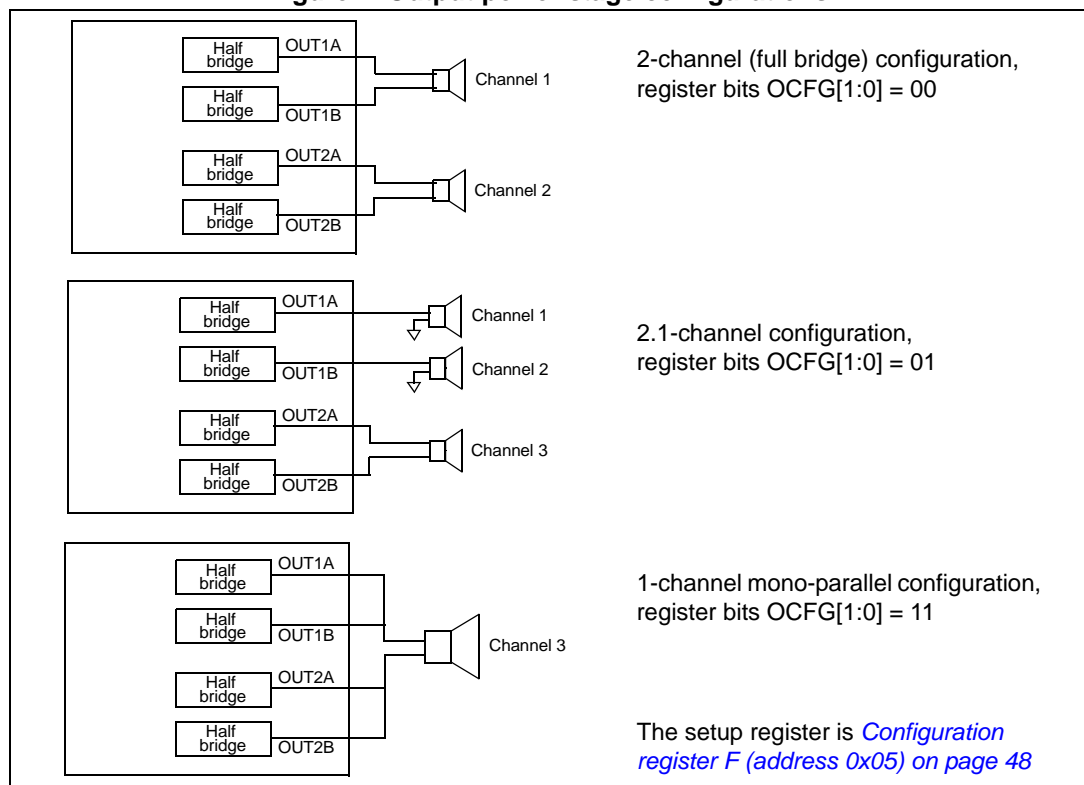 Half
bridge
OUT1A
Half
bridge
OUT1B
Channel 1
Half
bridge
OUT2A
Half
bridge
OUT2B
Channel 2
2-channel (full bridge) configuration,
register bits OCFG[1:0] = 00
Half
bridge
OUT1A
Channel 1
Half
bridge
OUT1B
Channel 2
Half
bridge
OUT2A
Half
bridge
OUT2B
Channel 3
2.1-channel configuration,
register bits OCFG[1:0] = 01
Half
bridge
OUT1A
Half
bridge
OUT1B
Half
bridge
OUT2A
Half
bridge
OUT2B
Channel 3
1-channel mono-parallel configuration,
register bits OCFG[1:0] = 11
The setup register is Configuration
register F (address 0x05) on page 48